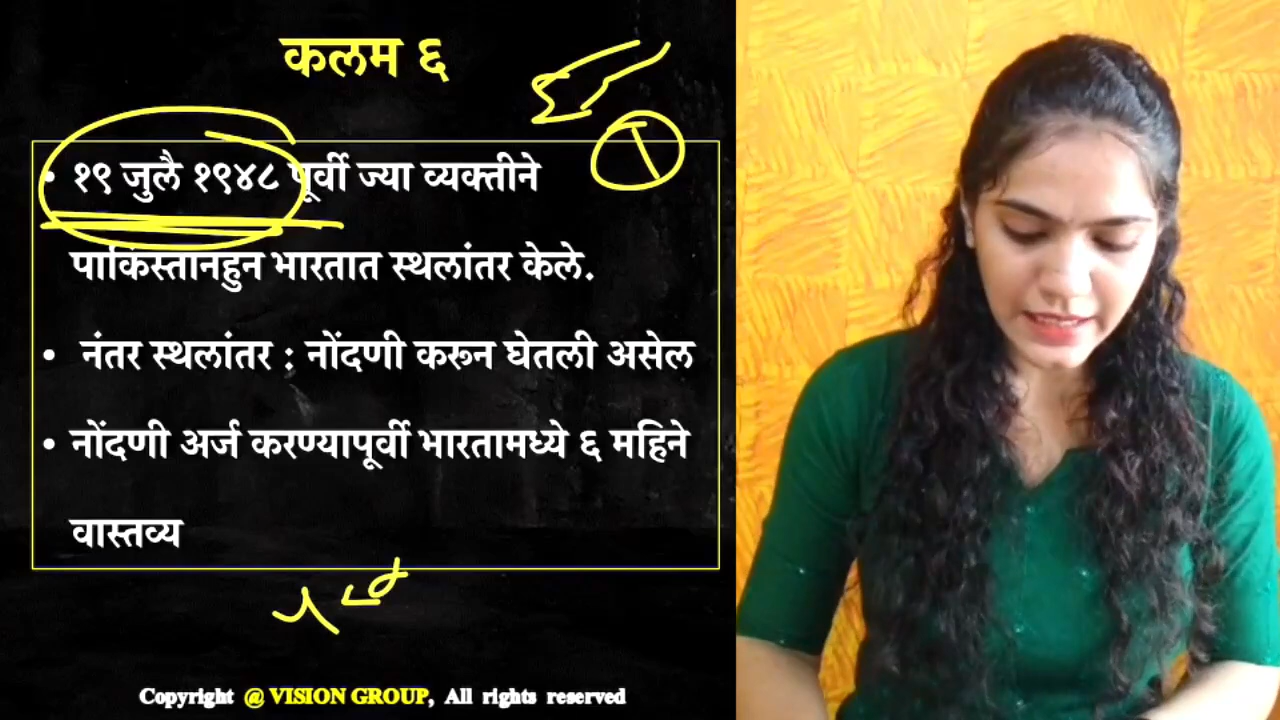 कलम ६
• १९ जुलै १९४८ पूर्वी ज्या व्यक्तीने
पाकिस्तानहुन भारतात स्थलांतर केले.
• नंतर स्थलांतर : नोंदणी करून घेतली असेल
• नोंदणी अर्ज करण्यापूर्वी भारतामध्ये ६ महिने
वास्तव्य
Copyright @ VISION GROUP, All rights reserved